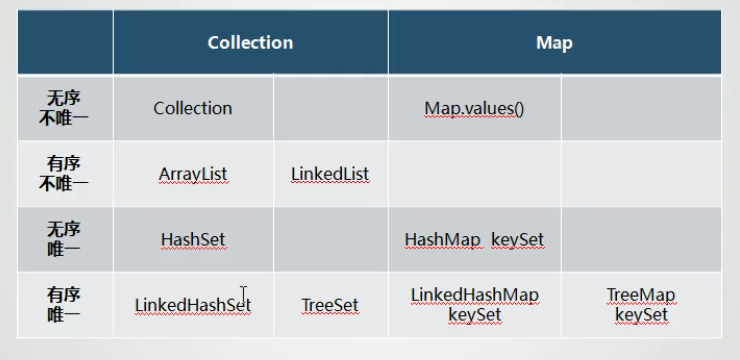 Collection Map
无序
不唯一
Collection Map.values()
有序
不唯一
ArrayList LinkedList
无序
唯一
HashSet HashMap keySet
有序
唯一
LinkedHashSet TreeSet
LinkedHashMap
keySet
TreeMap
keySet